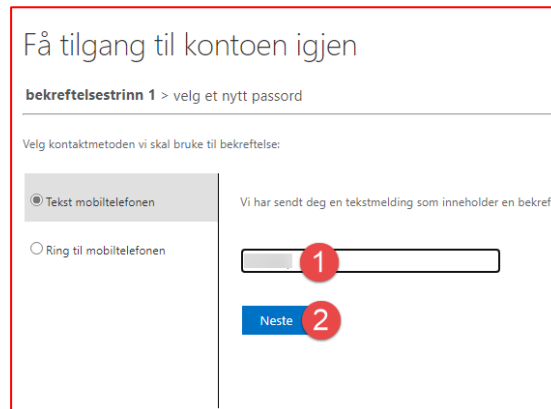 Få tilgang til kontoen igjen
bekreftelsestrinn 1 > velg et nytt passord
Velg kontaktmetoden vi skal bruke til bekreftelse:
Tekst mobiltelefonen
Vi har sendt deg en tekstmelding som inneholder en bekref
Ring til mobiltelefonen
1
Neste 2